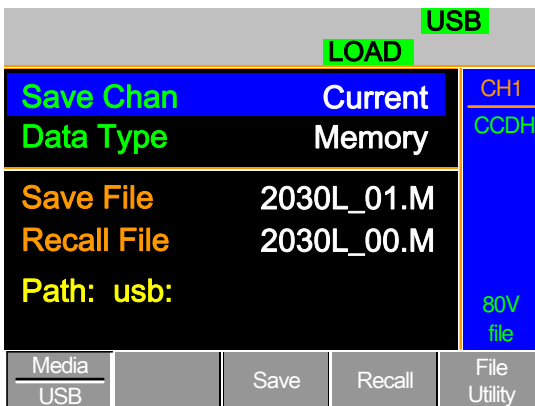 USB
LOAD
Save Chan Current
Data Type Memory
Save File 2030L_01.M
Recall File 2030L_00.M
Path: usb:
CH1
CCDH
80V
file
Media
USB
Save
Recall
File
Utility